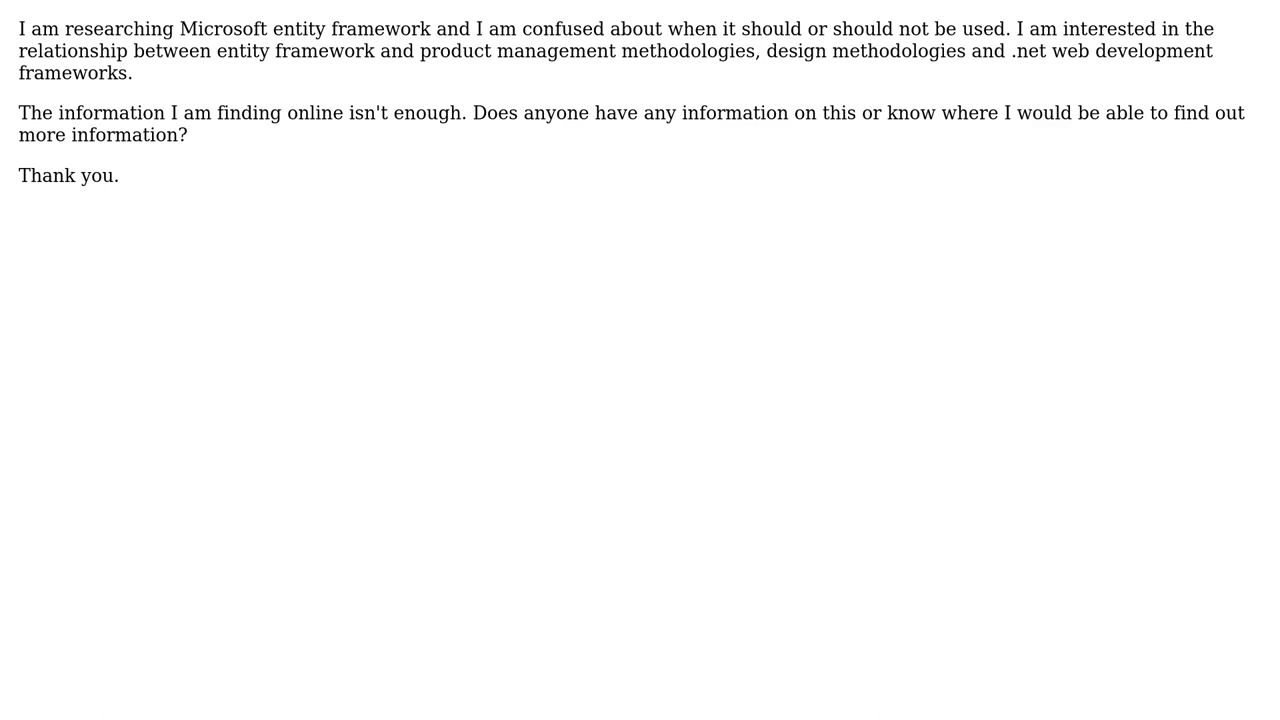 I am researching Microsoft entity framework and I am confused about when it should or should not be used. I am interested in the
relationship between entity framework and product management methodologies, design methodologies and .net web development
frameworks.
The information I am finding online isn't enough. Does anyone have any information on this or know where I would be able to find out
more information?
Thank you.